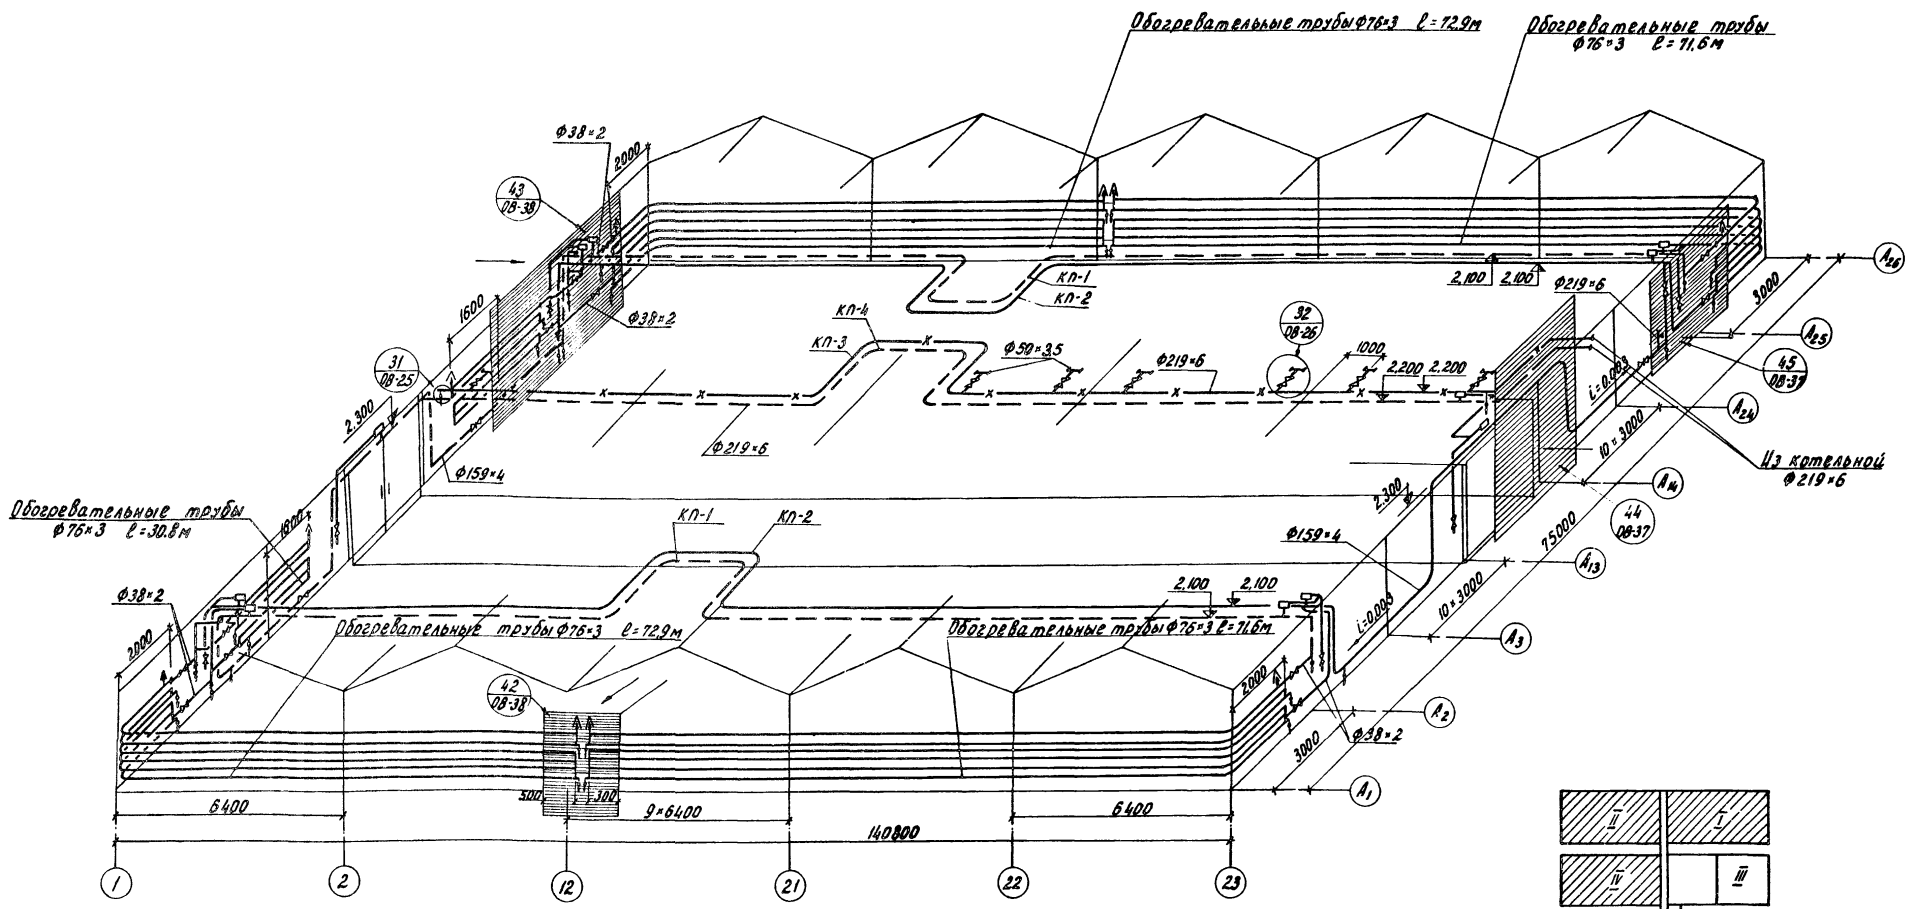 Обогревательные трубы ф76×3 ℓ=72,9м
Обогревательные трубы
ф76×3 ℓ=71,6м
ф38×2
2000
43
ОВ-38
КП-1
КП-2
2,100
2,100
ф219×6
А26
3000
1600
ф38×2
КП-4
КП-3
32
ОВ-26
А25
31
ОВ-25
ф50×3,5
ф219×6
1000
2,200
2,200
45
ОВ-37
i=0,003
А24
2,300
ф219×6
10×3000
Из котельной
ф219×6
ф159×4
А14
2,300
44
ОВ-37
Обогревательные трубы
ф76×3 ℓ=30,8м
1800
КП-1
КП-2
ф159×4
75000
А13
ф38×2
2,100
2,100
10×3000
i=0,003
А3
2000
Обогревательные трубы ф76×3 ℓ=72,9м
Обогревательные трубы ф76×3 ℓ=71,6м
42
ОВ-38
2000
А2
ф38×2
3000
500
300
А1
6400
9×6400
6400
140800
II
I
IV
III
1
2
12
21
22
23